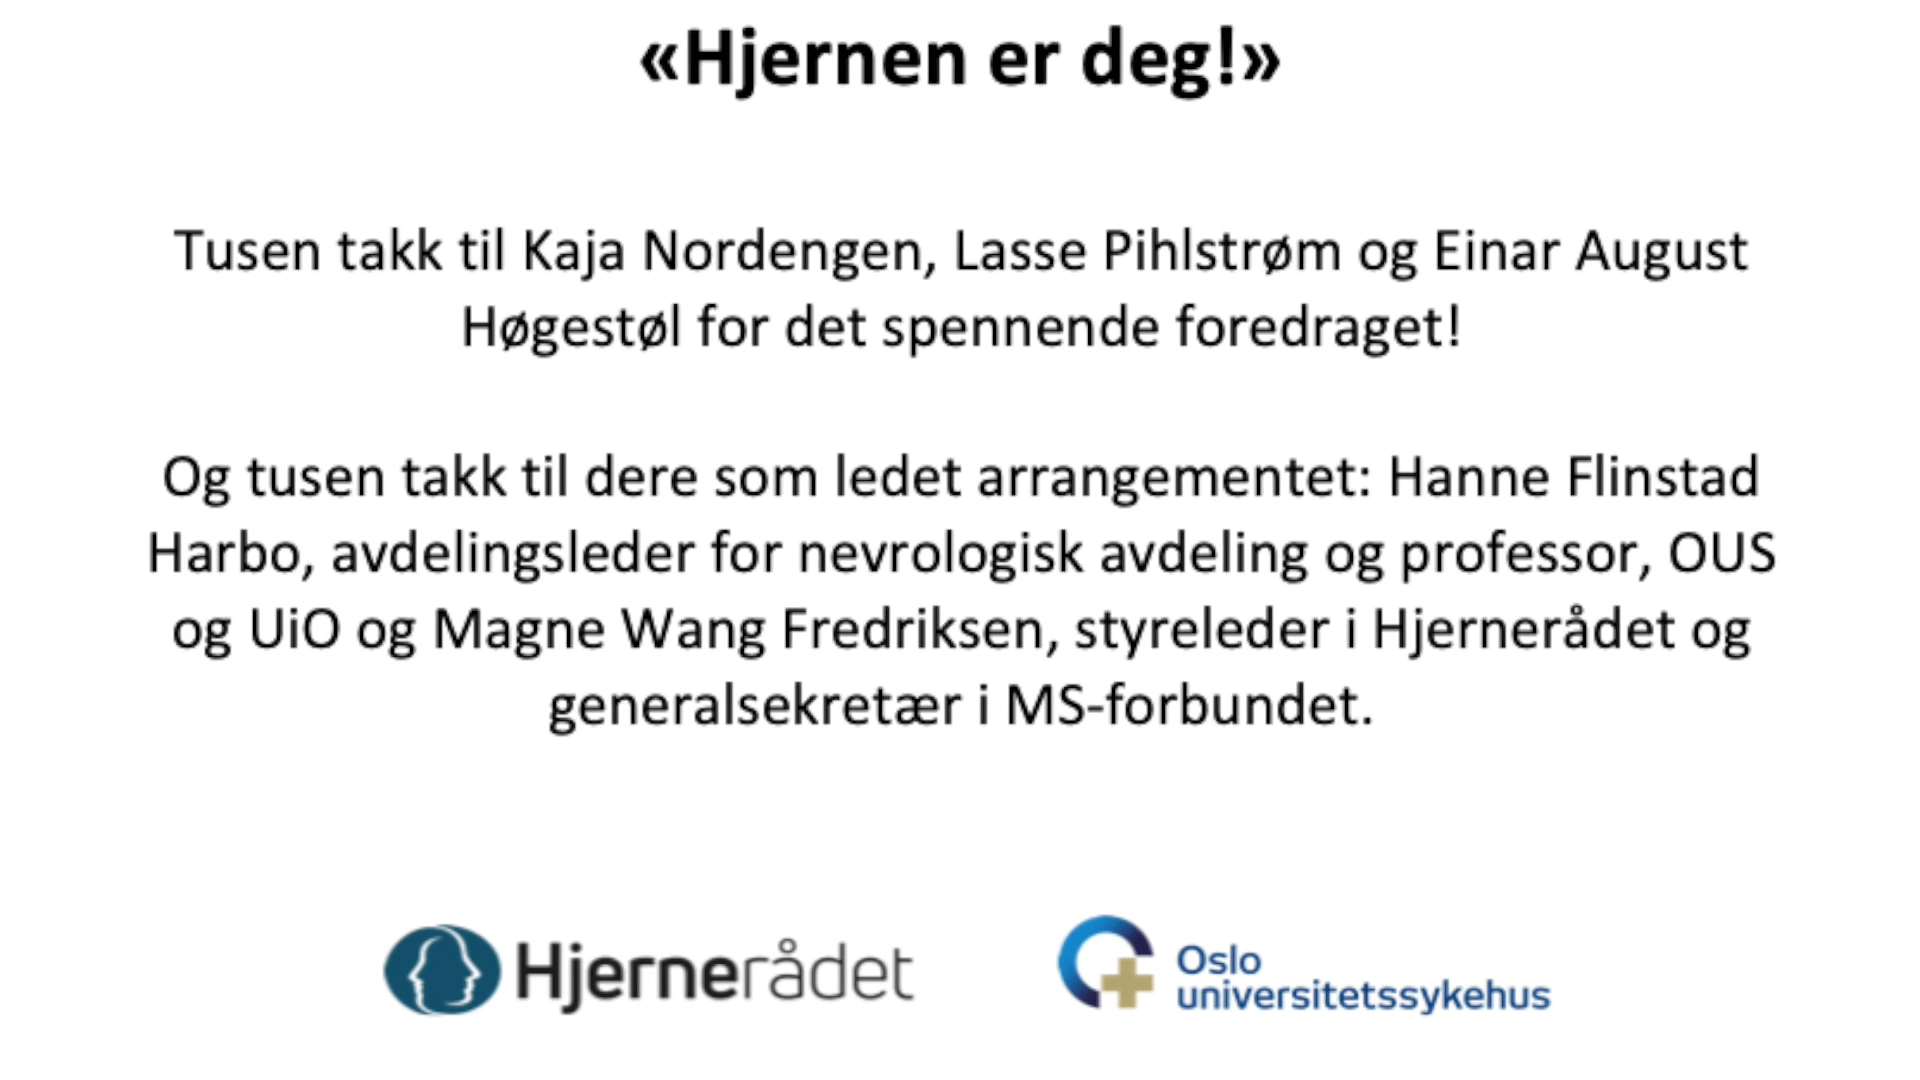 «Hjernen er deg!»
Tusen takk til Kaja Nordengen, Lasse Pihlstrøm og Einar August
Høgestøl for det spennende foredraget!
Og tusen takk til dere som ledet arrangementet: Hanne Flinstad
Harbo, avdelingsleder for nevrologisk avdeling og professor, OUS
og UiO og Magne Wang Fredriksen, styreleder i Hjernerådet og
generalsekretær i MS-forbundet.
Hjernerådet
Oslo
universitetssykehus